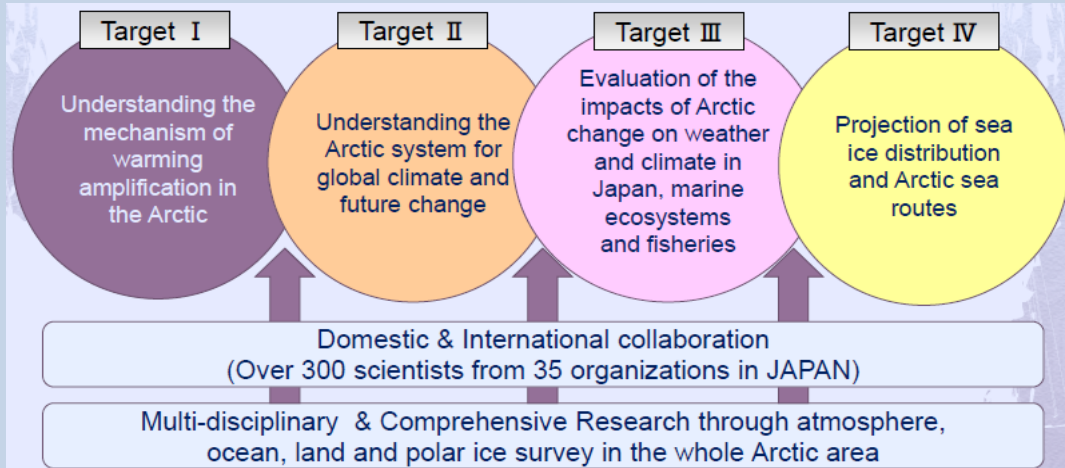 Target Ⅰ
Understanding the
mechanism of
warming
amplification in
the Arctic
Target Ⅱ
Understanding the
Arctic system for
global climate and
future change
Target Ⅲ
Evaluation of the
impacts of Arctic
change on weather
and climate in
Japan, marine
ecosystems
and fisheries
Target Ⅳ
Projection of sea
ice distribution
and Arctic sea
routes
Domestic & International collaboration
(Over 300 scientists from 35 organizations in JAPAN)
Multi-disciplinary & Comprehensive Research through atmosphere,
ocean, land and polar ice survey in the whole Arctic area